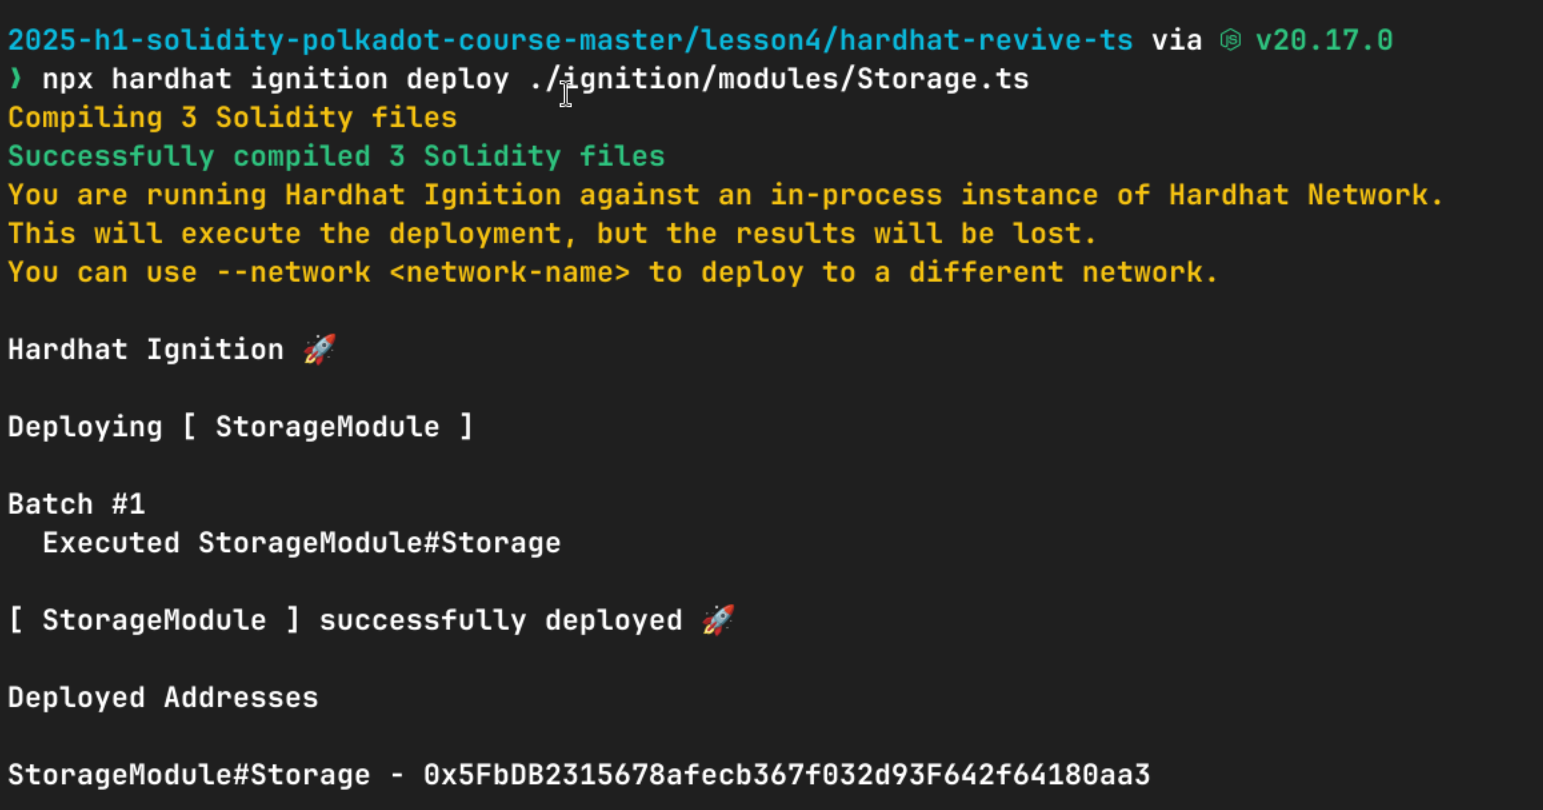 2025-h1-solidity-polkadot-course-master/lesson4/hardhat-revive-ts via v20.17.0
❯ npx hardhat ignition deploy ./ignition/modules/Storage.ts
Compiling 3 Solidity files
Successfully compiled 3 Solidity files
You are running Hardhat Ignition against an in-process instance of Hardhat Network.
This will execute the deployment, but the results will be lost.
You can use --network <network-name> to deploy to a different network.
Hardhat Ignition 🚀
Deploying [ StorageModule ]
Batch #1
  Executed StorageModule#Storage
[ StorageModule ] successfully deployed 🚀
Deployed Addresses
StorageModule#Storage - 0x5FbDB2315678afecb367f032d93F642f64180aa3